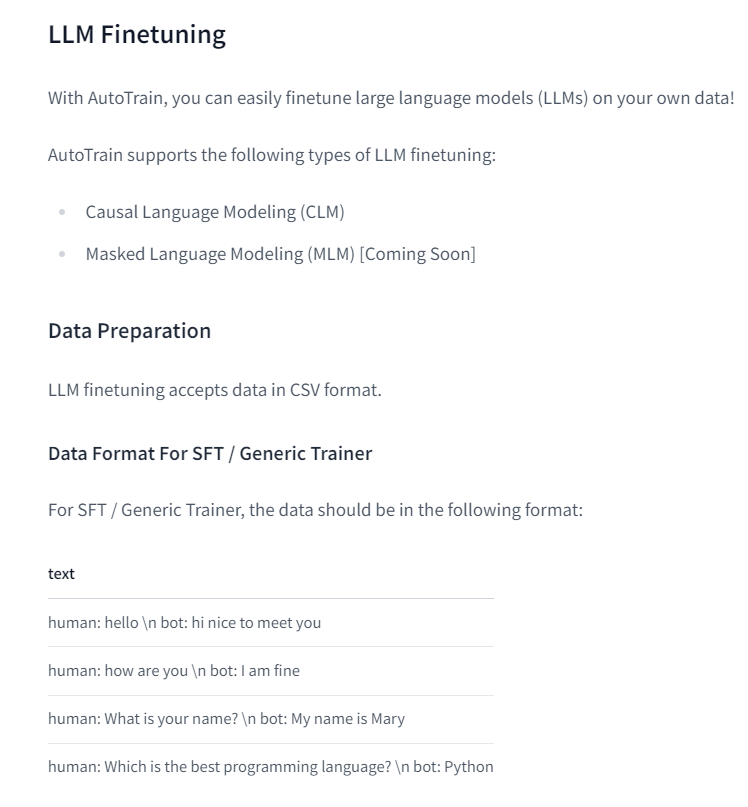 LLM Finetuning
With AutoTrain, you can easily finetune large language models (LLMs) on your own data!
AutoTrain supports the following types of LLM finetuning:
Causal Language Modeling (CLM)
Masked Language Modeling (MLM) [Coming Soon]
Data Preparation
LLM finetuning accepts data in CSV format.
Data Format For SFT / Generic Trainer
For SFT / Generic Trainer, the data should be in the following format:
text
human: hello \n bot: hi nice to meet you
human: how are you \n bot: I am fine
human: What is your name? \n bot: My name is Mary
human: Which is the best programming language? \n bot: Python